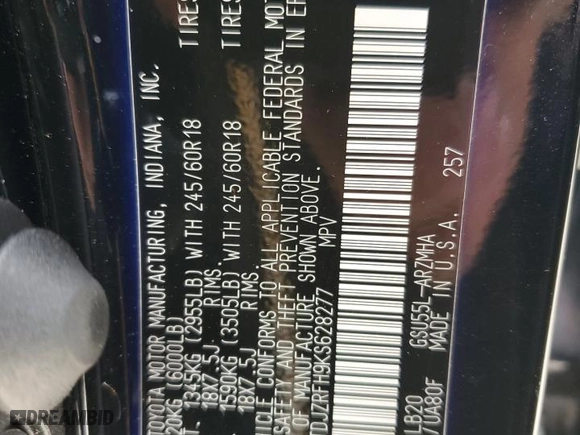 TOYOTA MOTOR MANUFACTURING, INDIANA, INC.
20KG (6000LB)
T. 1345KG (2955LB) WITH 245/60R18 TIRES
18X7.5J RIMS.
1590KG (3505LB) WITH 245/60R18 TIRES
18X7.5J RIMS.
ICLE CONFORMS TO ALL APPLICABLE FEDERAL MOT
SAFETY AND THEFT PREVENTION STANDARDS IN EF
OF MANUFACTURE SHOWN ABOVE.
DJZRFH9KS628277 MPV
LB20 GSU55L-ARZMHA
7UA80F MADE IN U.S.A. 257
DREAMBID